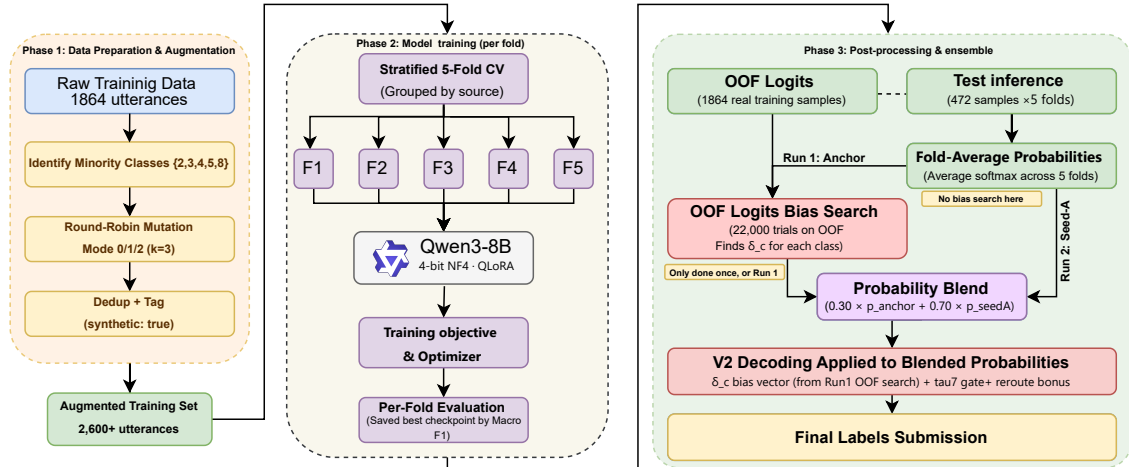 Phase 1: Data Preparation & Augmentation
Raw Traininig Data
1864 utterances
Identify Minority Classes {2,3,4,5,8}
Round-Robin Mutation
Mode 0/1/2 (k=3)
Dedup + Tag
(synthetic: true)
Augmented Training Set
2,600+ utterances
Phase 2: Model training (per fold)
Stratified 5-Fold CV
(Grouped by source)
F1
F2
F3
F4
F5
Qwen3-8B
4-bit NF4 · QLoRA
Training objective
& Optimizer
Per-Fold Evaluation
(Saved best checkpoint by Macro
F1)
Phase 3: Post-processing & ensemble
OOF Logits
(1864 real training samples)
Test inference
(472 samples ×5 folds)
Run 1: Anchor
Fold-Average Probabilities
(Average softmax across 5 folds)
No bias search here
OOF Logits Bias Search
(22,000 trials on OOF
Finds δ_c for each class)
Only done once, or Run 1
Run 2: Seed-A
Probability Blend
(0.30 × p_anchor + 0.70 × p_seedA)
V2 Decoding Applied to Blended Probabilities
δ_c bias vector (from Run1 OOF search) + tau7 gate+ reroute bonus
Final Labels Submission